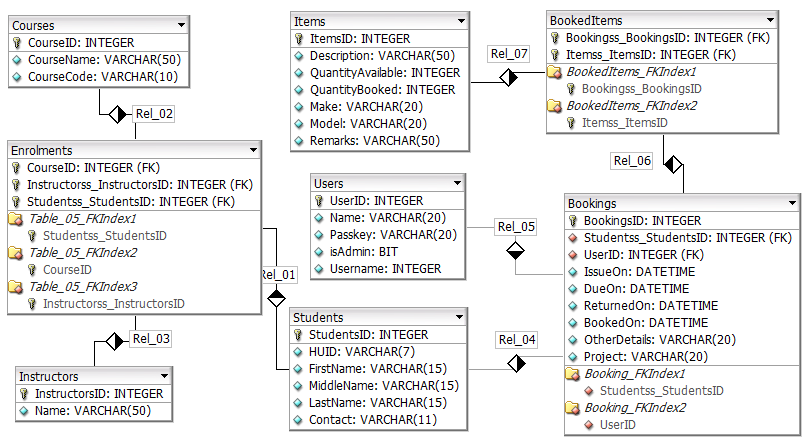 Courses
CourseID: INTEGER
CourseName: VARCHAR(50)
CourseCode: VARCHAR(10)
Rel_02
Items
ItemsID: INTEGER
Description: VARCHAR(50)
QuantityAvailable: INTEGER
QuantityBooked: INTEGER
Make: VARCHAR(20)
Model: VARCHAR(20)
Remarks: VARCHAR(50)
Rel_07
BookedItems
Bookingss_BookingsID: INTEGER (FK)
Itemss_ItemsID: INTEGER (FK)
BookedItems_FKIndex1
Bookingss_BookingsID
BookedItems_FKIndex2
Itemss_ItemsID
Rel_06
Enrolments
CourseID: INTEGER (FK)
Instructorss_InstructorsID: INTEGER (FK)
Studentss_StudentsID: INTEGER (FK)
Table_05_FKIndex1
Studentss_StudentsID
Table_05_FKIndex2
CourseID
Table_05_FKIndex3
Instructorss_InstructorsID
Rel_01
Rel_03
Users
UserID: INTEGER
Name: VARCHAR(20)
Passkey: VARCHAR(20)
isAdmin: BIT
Username: INTEGER
Rel_05
Bookings
BookingsID: INTEGER
Studentss_StudentsID: INTEGER (FK)
UserID: INTEGER (FK)
IssueOn: DATETIME
DueOn: DATETIME
ReturnedOn: DATETIME
BookedOn: DATETIME
OtherDetails: VARCHAR(20)
Project: VARCHAR(20)
Booking_FKIndex1
Studentss_StudentsID
Booking_FKIndex2
UserID
Instructors
InstructorsID: INTEGER
Name: VARCHAR(50)
Students
StudentsID: INTEGER
HUID: VARCHAR(7)
FirstName: VARCHAR(15)
MiddleName: VARCHAR(15)
LastName: VARCHAR(15)
Contact: VARCHAR(11)
Rel_04